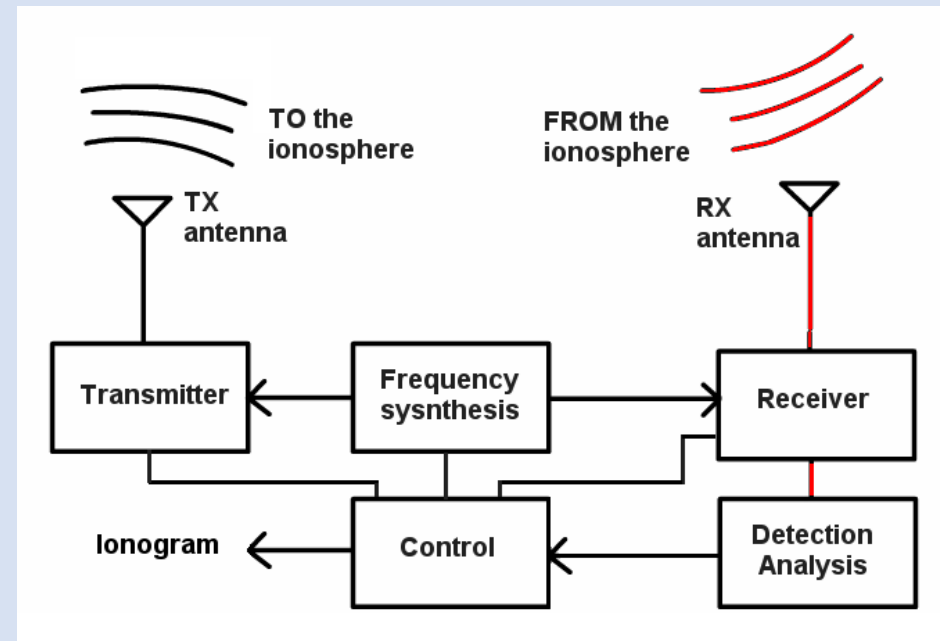 TO the
ionosphere
FROM the
ionosphere
TX
antenna
RX
antenna
Transmitter
Frequency
sysnthesis
Receiver
Ionogram
Control
Detection
Analysis